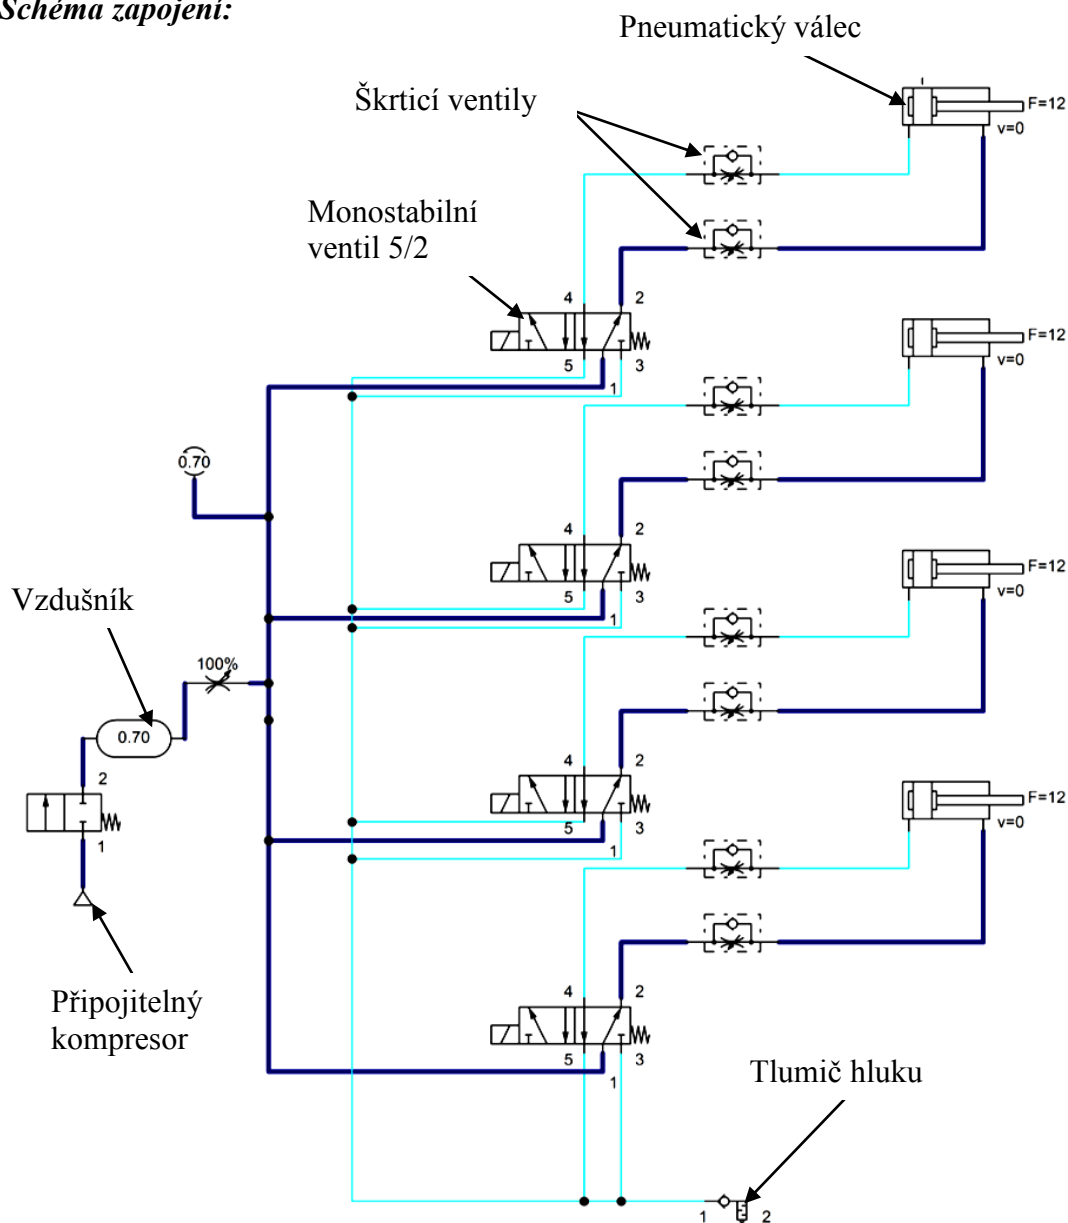 Schéma zapojení:
Pneumatický válec
Škrticí ventily
F=12
v=0
Monostabilní
ventil 5/2
4
2
5
3
1
F=12
v=0
0.70
4
2
5
3
1
F=12
v=0
Vzdušník
100%
0.70
4
2
5
3
1
2
1
F=12
v=0
Připojitelný
kompresor
4
2
5
3
1
Tlumič hluku
1
2